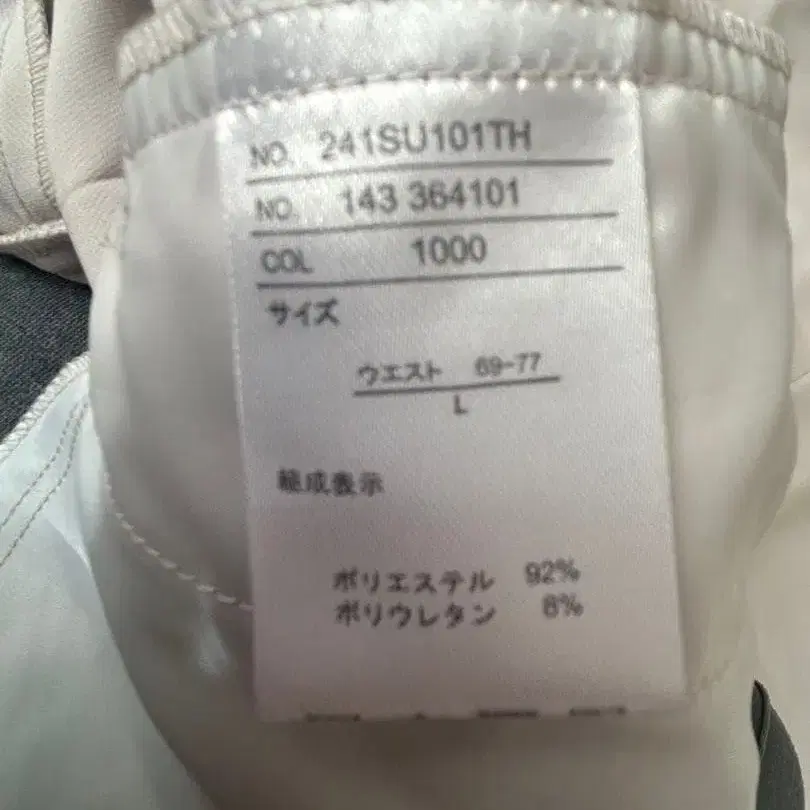 NO. 241SU101TH
NO. 143 364101
COL 1000
サイズ
ウエスト 69-77
L
組成表示
ポリエステル 92%
ポリウレタン 8%